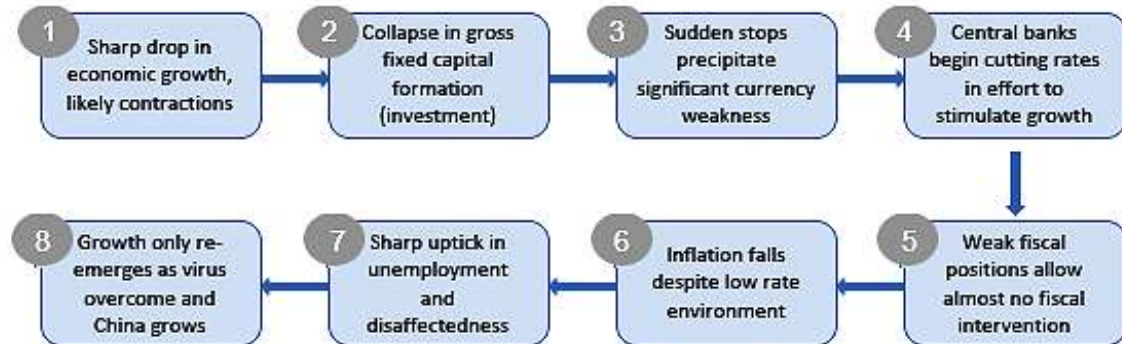 1
Sharp drop in
economic growth,
likely contractions
2
Collapse in gross
fixed capital
formation
(investment)
3
Sudden stops
precipitate
significant currency
weakness
4
Central banks
begin cutting rates
in effort to
stimulate growth
5
Weak fiscal
positions allow
almost no fiscal
intervention
6
Inflation falls
despite low rate
environment
7
Sharp uptick in
unemployment
and
disaffectedness
8
Growth only re-
emerges as virus
overcome and
China grows